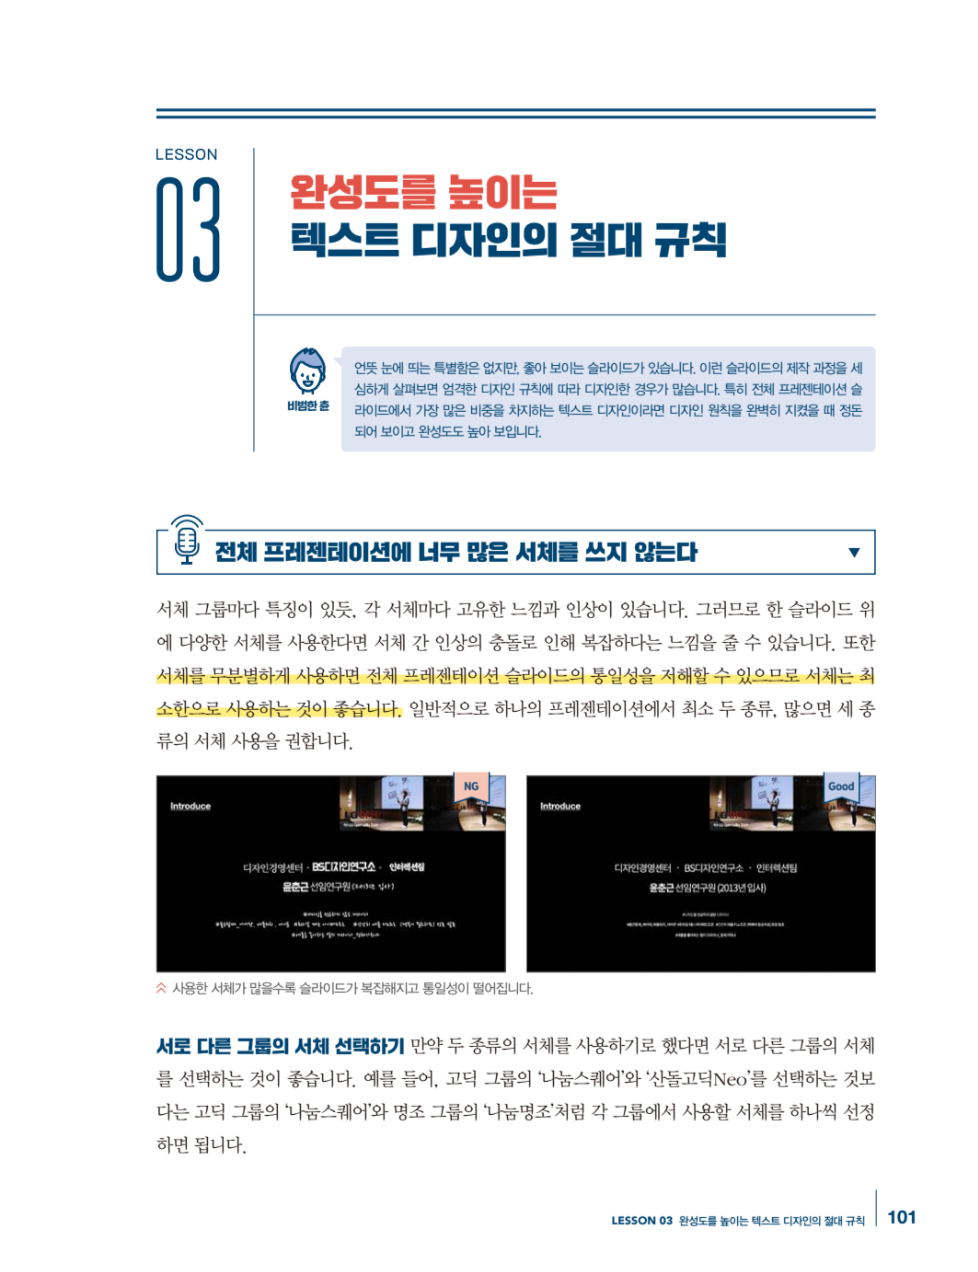 LESSON
03
완성도를 높이는
텍스트 디자인의 절대 규칙
비범한 츈
언뜻 눈에 띄는 특별함은 없지만, 좋아 보이는 슬라이드가 있습니다. 이런 슬라이드의 제작 과정을 세
심하게 살펴보면 엄격한 디자인 규칙에 따라 디자인한 경우가 많습니다. 특히 전체 프레젠테이션 슬
라이드에서 가장 많은 비중을 차지하는 텍스트 디자인이라면 디자인 원칙을 완벽히 지켰을 때 정돈
되어 보이고 완성도도 높아 보입니다.
전체 프레젠테이션에 너무 많은 서체를 쓰지 않는다
서체 그룹마다 특징이 있듯, 각 서체마다 고유한 느낌과 인상이 있습니다. 그러므로 한 슬라이드 위
에 다양한 서체를 사용한다면 서체 간 인상의 충돌로 인해 복잡하다는 느낌을 줄 수 있습니다. 또한
서체를 무분별하게 사용하면 전체 프레젠테이션 슬라이드의 통일성을 저해할 수 있으므로 서체는 최
소한으로 사용하는 것이 좋습니다. 일반적으로 하나의 프레젠테이션에서 최소 두 종류, 많으면 세 종
류의 서체 사용을 권합니다.
NG
Introduce
디자인경영센터 · BS디자인연구소 · 인터렉션팀
윤춘근 선임연구원 (2013년 입사)
Good
Introduce
디자인경영센터 · BS디자인연구소 · 인터렉션팀
윤춘근 선임연구원 (2013년 입사)
사용한 서체가 많을수록 슬라이드가 복잡해지고 통일성이 떨어집니다.
서로 다른 그룹의 서체 선택하기 만약 두 종류의 서체를 사용하기로 했다면 서로 다른 그룹의 서체
를 선택하는 것이 좋습니다. 예를 들어, 고딕 그룹의 ‘나눔스퀘어’와 ‘산돌고딕Neo’를 선택하는 것보
다는 고딕 그룹의 ‘나눔스퀘어’와 명조 그룹의 ‘나눔명조’처럼 각 그룹에서 사용할 서체를 하나씩 선정
하면 됩니다.
LESSON 03 완성도를 높이는 텍스트 디자인의 절대 규칙 101